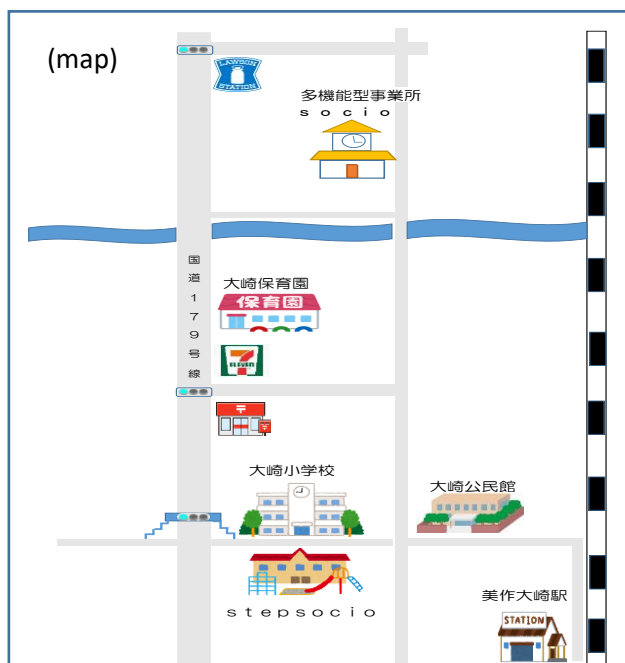 (map)
LAWSON
STATION
多機能型事業所
socio
国道179号線
大崎保育園
保育園
7
ELEVEN
〒
〒
大崎小学校
大崎公民館
stepsocio
美作大崎駅
STATION